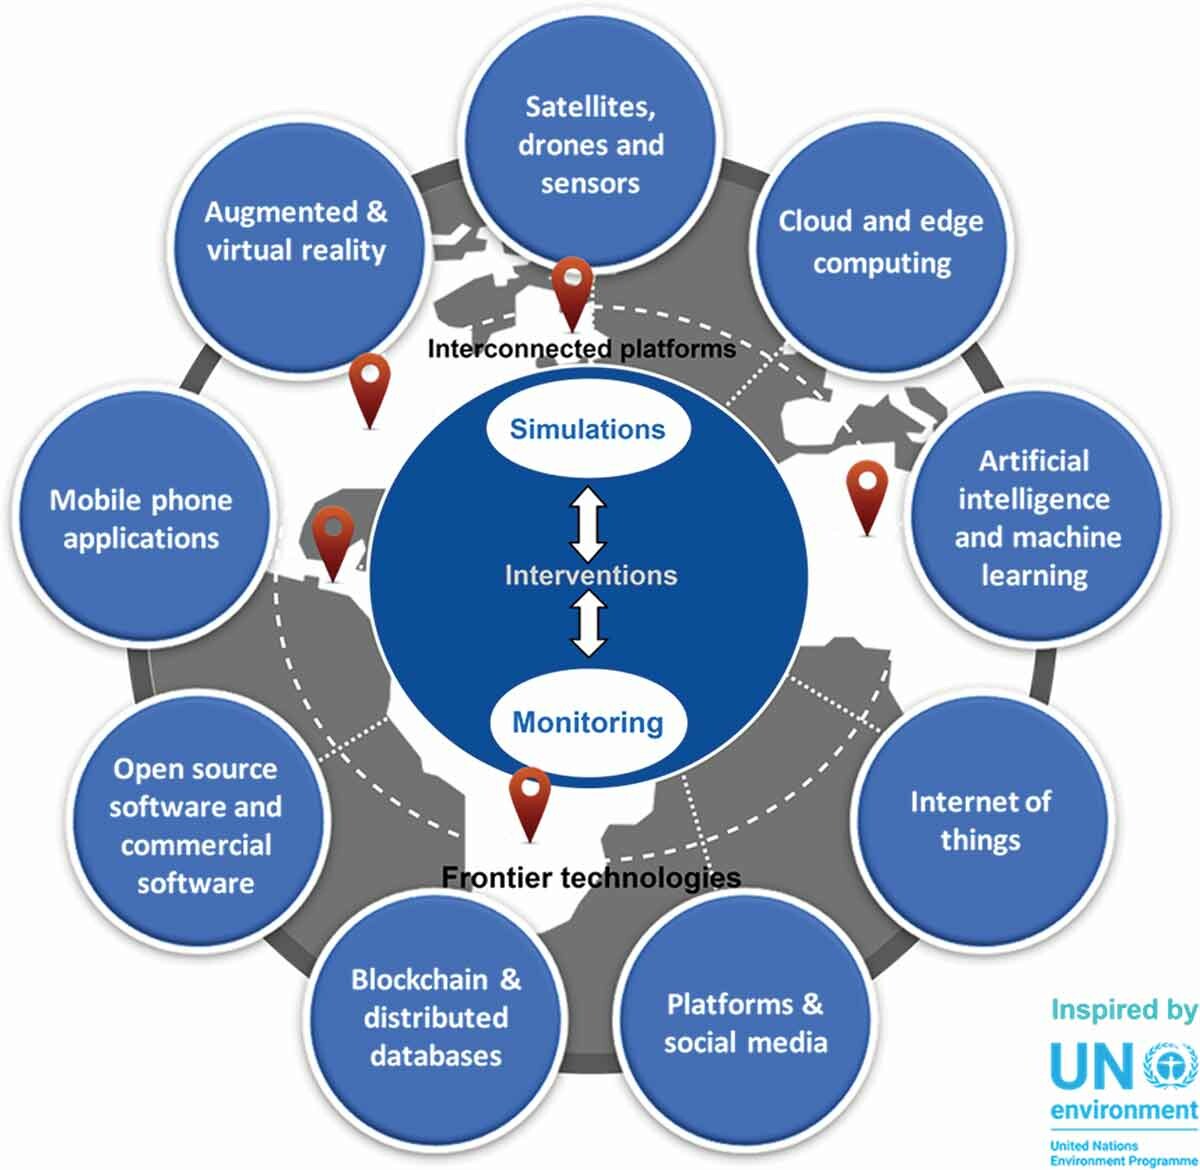 Satellites,
drones and
sensors
Augmented &
virtual reality
Cloud and edge
computing
Interconnected platforms
Simulations
Artificial
intelligence
and machine
learning
Mobile phone
applications
Interventions
Monitoring
Open source
software and
commercial
software
Internet of
things
Frontier technologies
Blockchain &
distributed
databases
Platforms &
social media
Inspired by
UN
environment
United Nations
Environment Programme